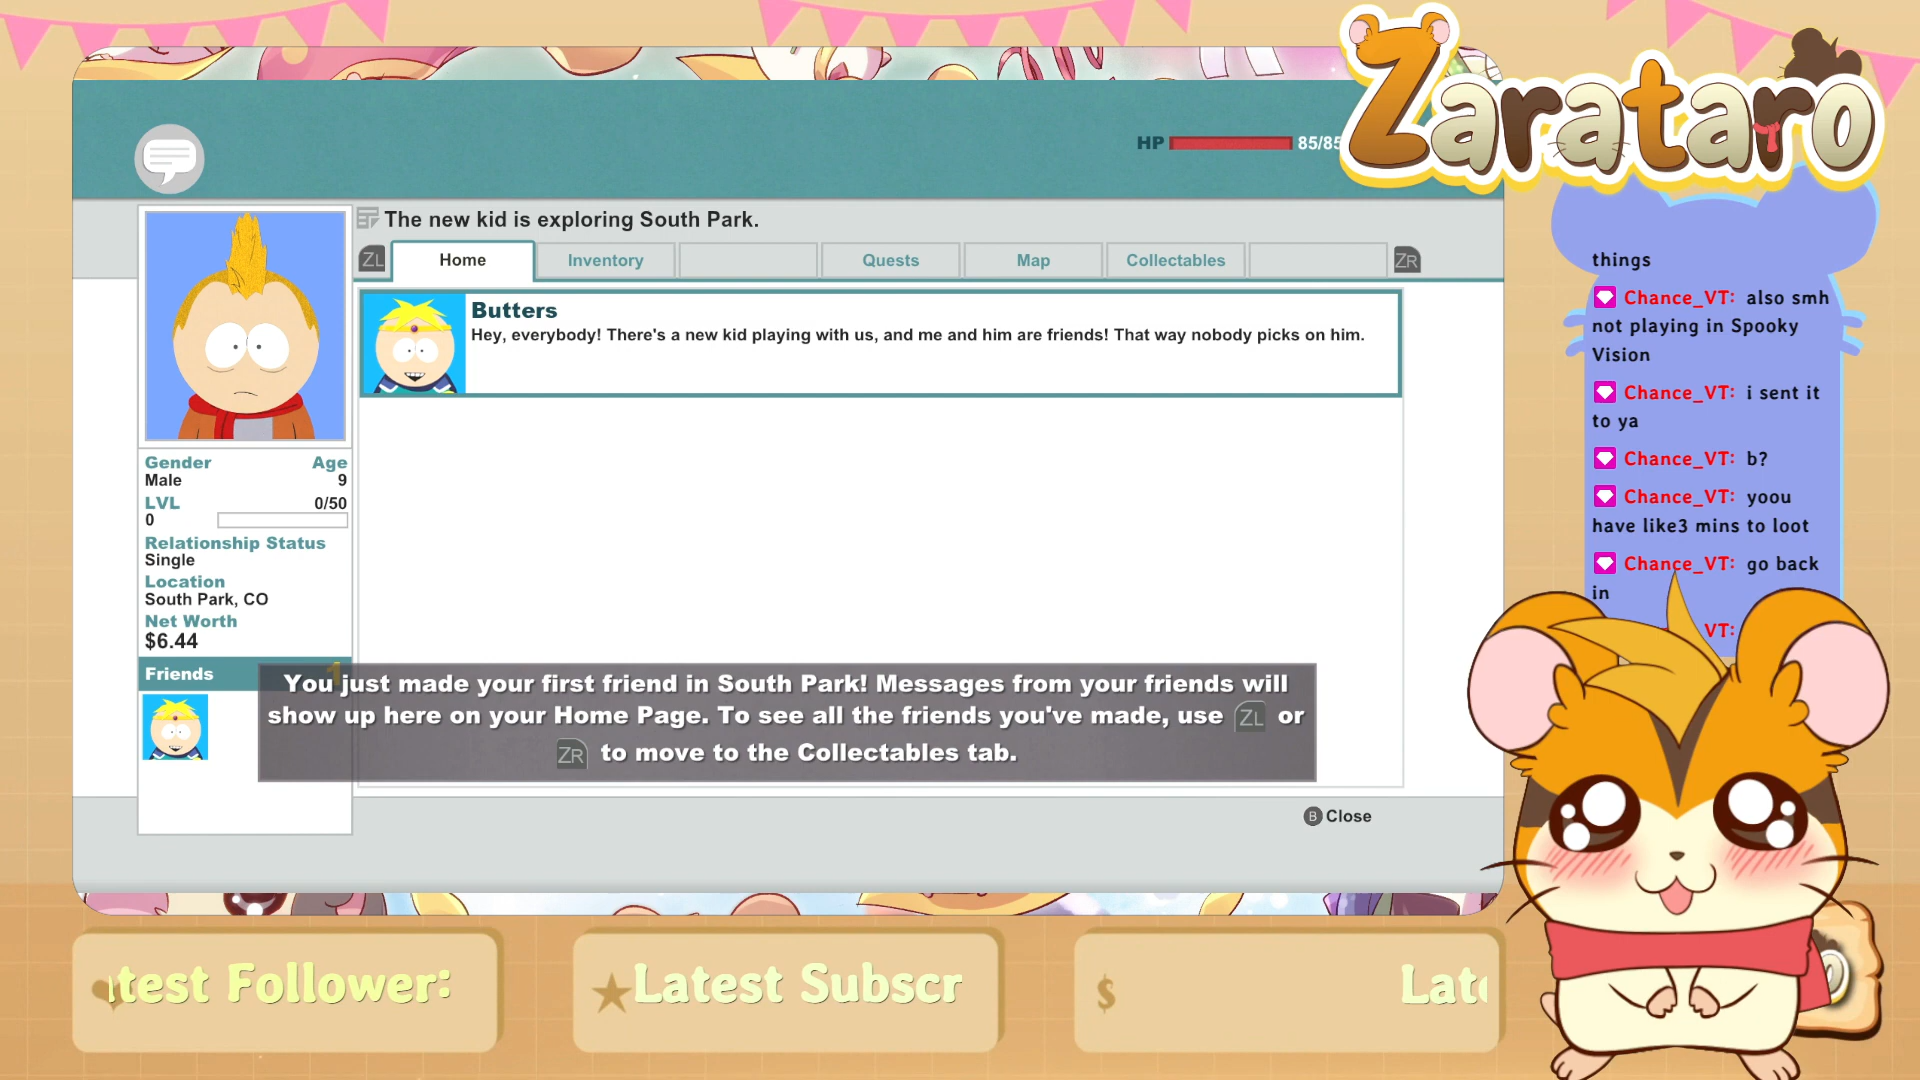 Zarataro
HP 85/85
The new kid is exploring South Park.
ZL Home Inventory Quests Map Collectables ZR
Butters
Hey, everybody! There's a new kid playing with us, and me and him are friends! That way nobody picks on him.
Gender Age
Male 9
LVL 0/50
0
Relationship Status
Single
Location
South Park, CO
Net Worth
$6.44
Friends 1
You just made your first friend in South Park! Messages from your friends will
show up here on your Home Page. To see all the friends you've made, use ZL or
ZR to move to the Collectables tab.
B Close
things
Chance_VT: also smh
not playing in Spooky
Vision
Chance_VT: i sent it
to ya
Chance_VT: b?
Chance_VT: yoou
have like3 mins to loot
Chance_VT: go back
in
VT:
test Follower:
Latest Subscr
$ Late